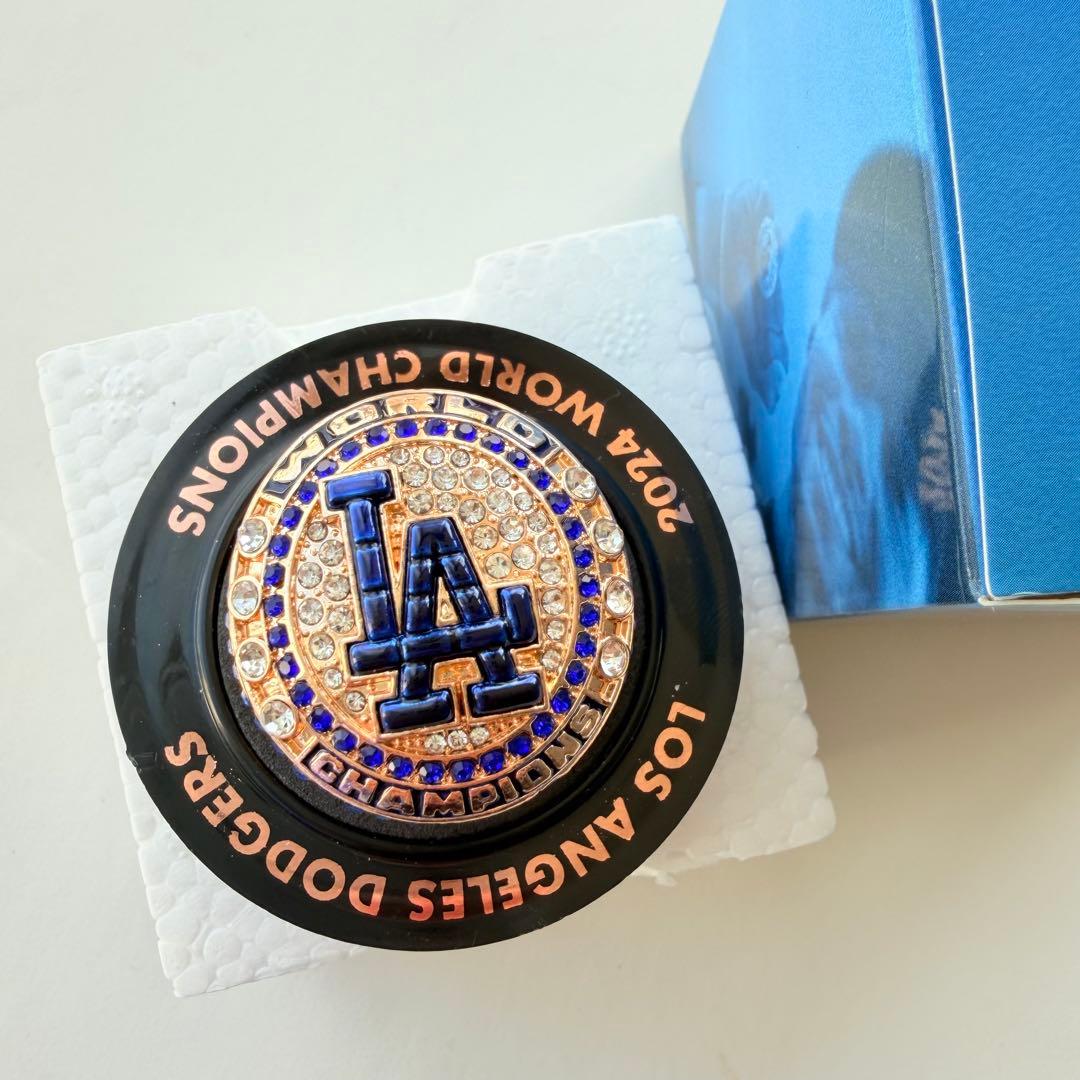 2024 WORLD CHAMPIONS
WORLD
LA
CHAMPIONS
LOS ANGELES DODGERS